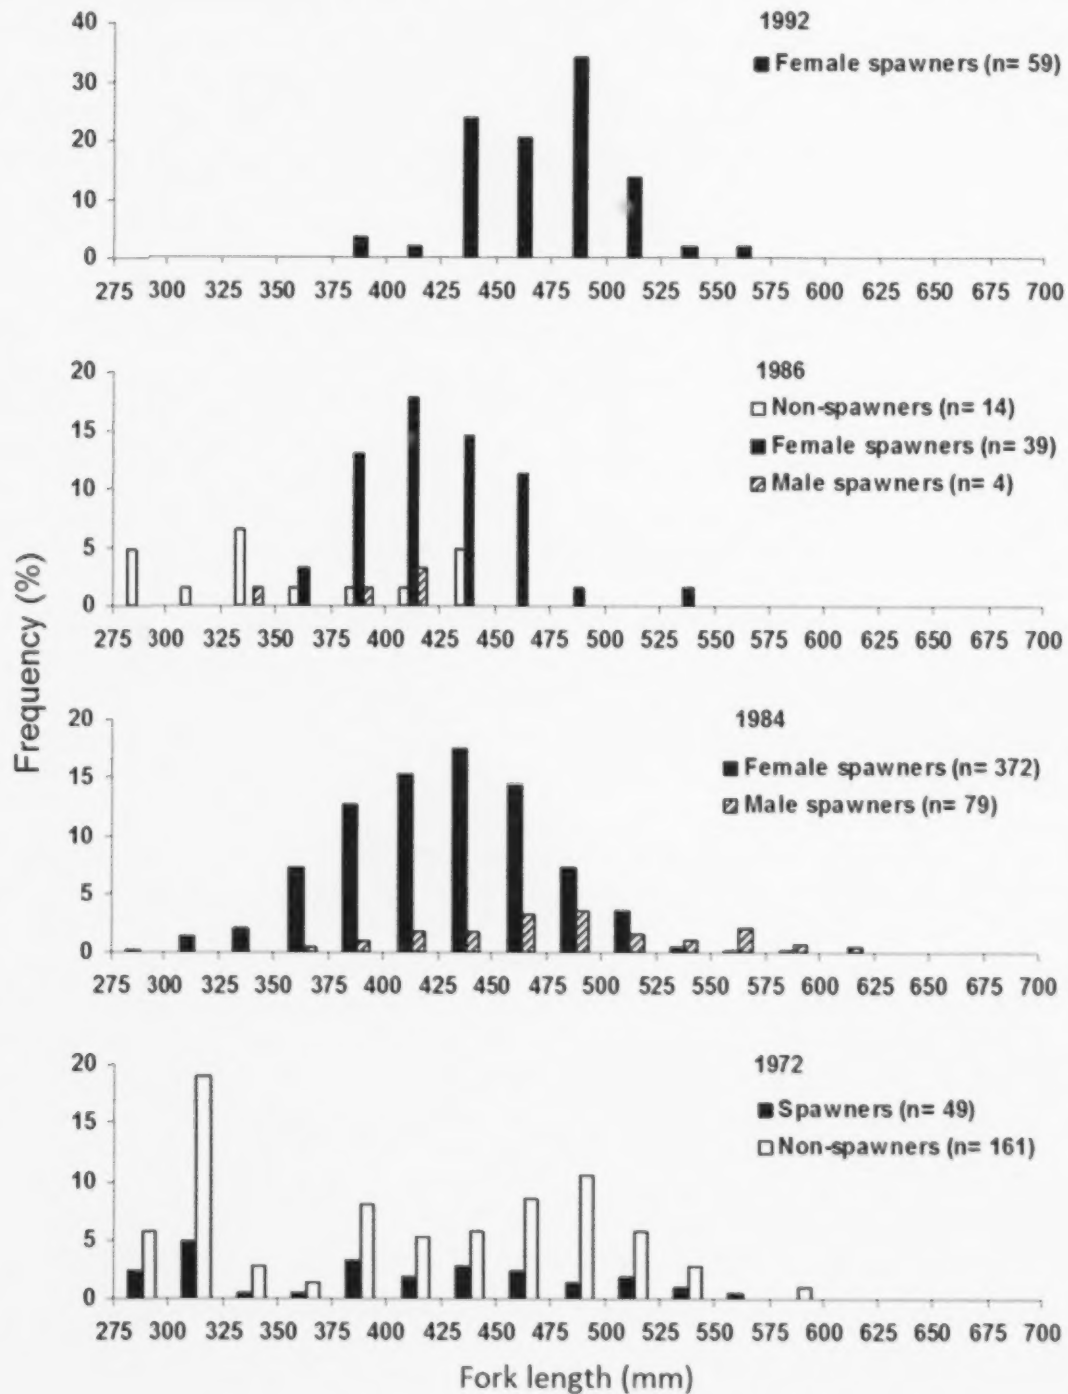 40
1992
Female spawners (n= 59)
30
20
10
0
275 300 325 350 375 400 425 450 475 500 525 550 575 600 625 650 675 700
20
1986
Non-spawners (n= 14)
15
Female spawners (n= 39)
10
Male spawners (n= 4)
5
0
275 300 325 350 375 400 425 450 475 500 525 550 575 600 625 650 675 700
Frequency (%)
20
1984
Female spawners (n= 372)
15
Male spawners (n= 79)
10
5
0
275 300 325 350 375 400 425 450 475 500 525 550 575 600 625 650 675 700
20
1972
Spawners (n= 49)
15
Non-spawners (n= 161)
10
5
0
275 300 325 350 375 400 425 450 475 500 525 550 575 600 625 650 675 700
Fork length (mm)